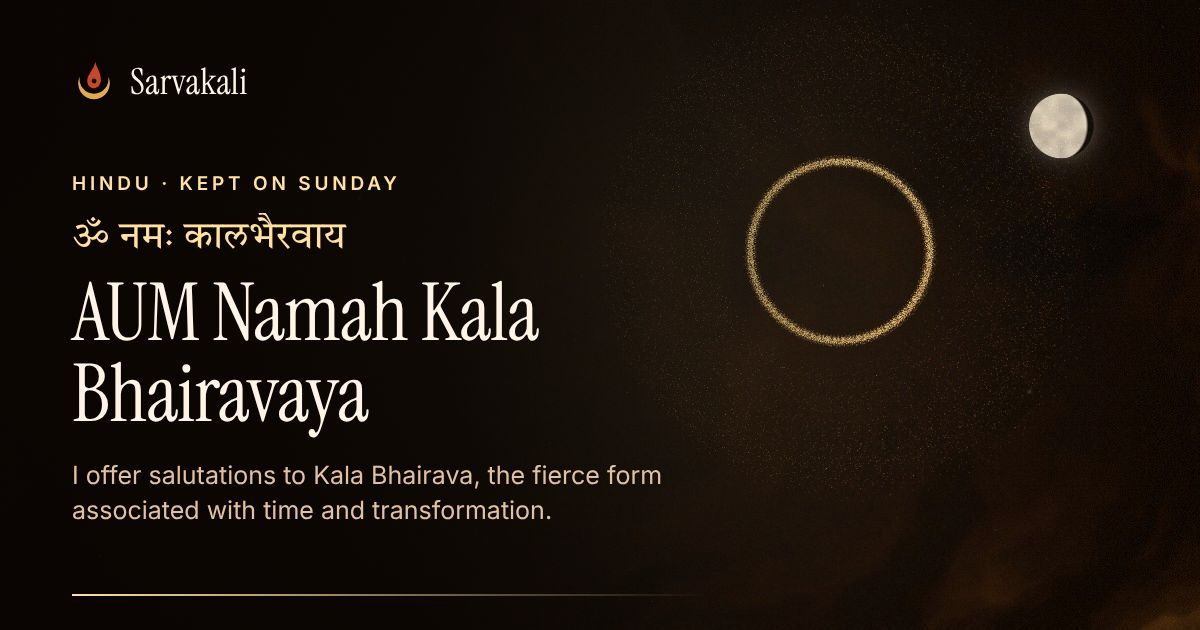 Sarvakali
HINDU · KEPT ON SUNDAY
ॐ नमः कालभैरवाय
AUM Namah Kala
Bhairavaya
I offer salutations to Kala Bhairava, the fierce form
associated with time and transformation.